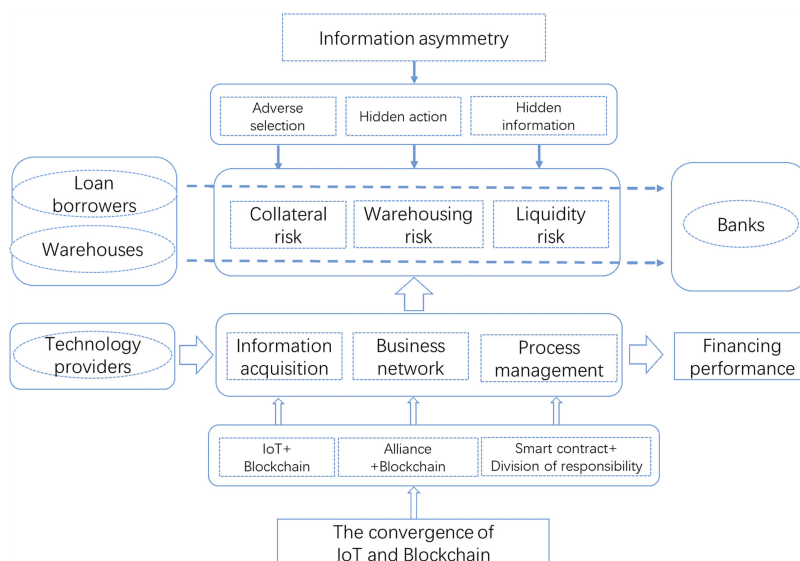 Information asymmetry
Adverse
selection
Hidden action
Hidden
information
Loan
borrowers
Warehouses
Collateral
risk
Warehousing
risk
Liquidity
risk
Banks
Technology
providers
Information
acquisition
Business
network
Process
management
Financing
performance
IoT+
Blockchain
Alliance
+Blockchain
Smart contract+
Division of responsibility
The convergence of
IoT and Blockchain